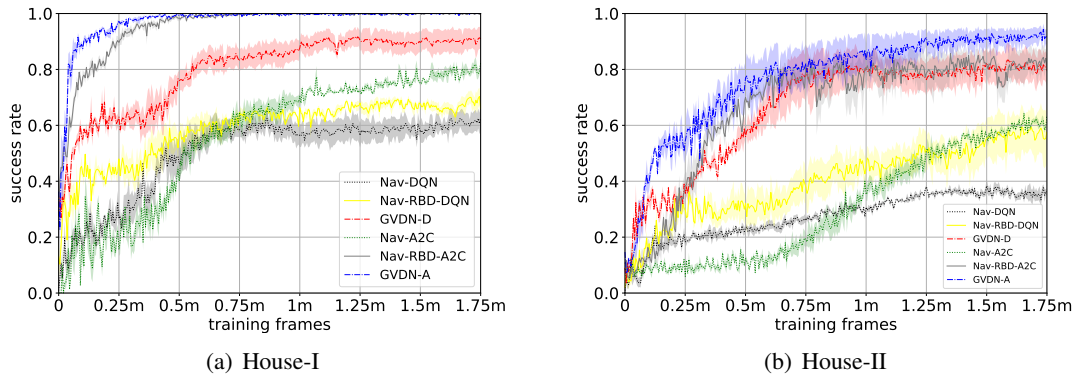 1.0
0.8
0.6
0.4
0.2
0.0
success rate
0 0.25m 0.5m 0.75m 1m 1.25m 1.5m 1.75m
training frames
Nav-DQN
Nav-RBD-DQN
GVDN-D
Nav-A2C
Nav-RBD-A2C
GVDN-A
(a) House-I
1.0
0.8
0.6
0.4
0.2
0.0
success rate
0 0.25m 0.5m 0.75m 1m 1.25m 1.5m 1.75m
training frames
Nav-DQN
Nav-RBD-DQN
GVDN-D
Nav-A2C
Nav-RBD-A2C
GVDN-A
(b) House-II